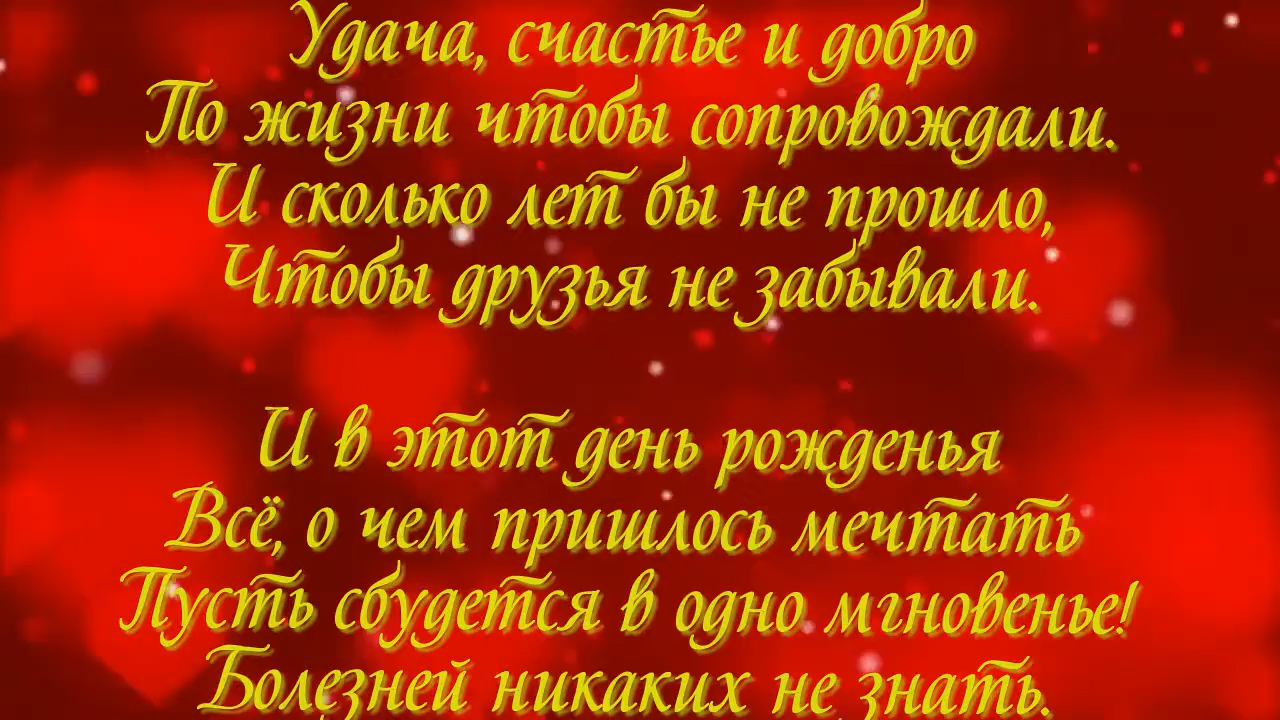 Удача, счастье и добро
По жизни чтобы сопровождали.
И сколько лет бы не прошло,
Чтобы друзья не забывали.
И в этот день рожденья
Всё, о чем пришлось мечтать
Пусть сбудется в одно мгновенье!
Болезней никаких не знать.